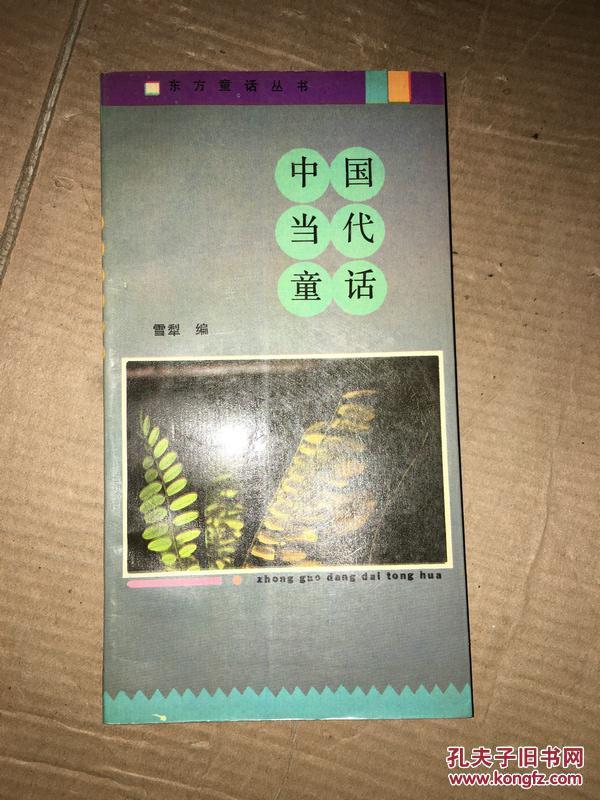 东方童话丛书
中国
当代
童话
雪犁 编
zhong guo dang dai tong hua
孔夫子旧书网
www.kongfz.com